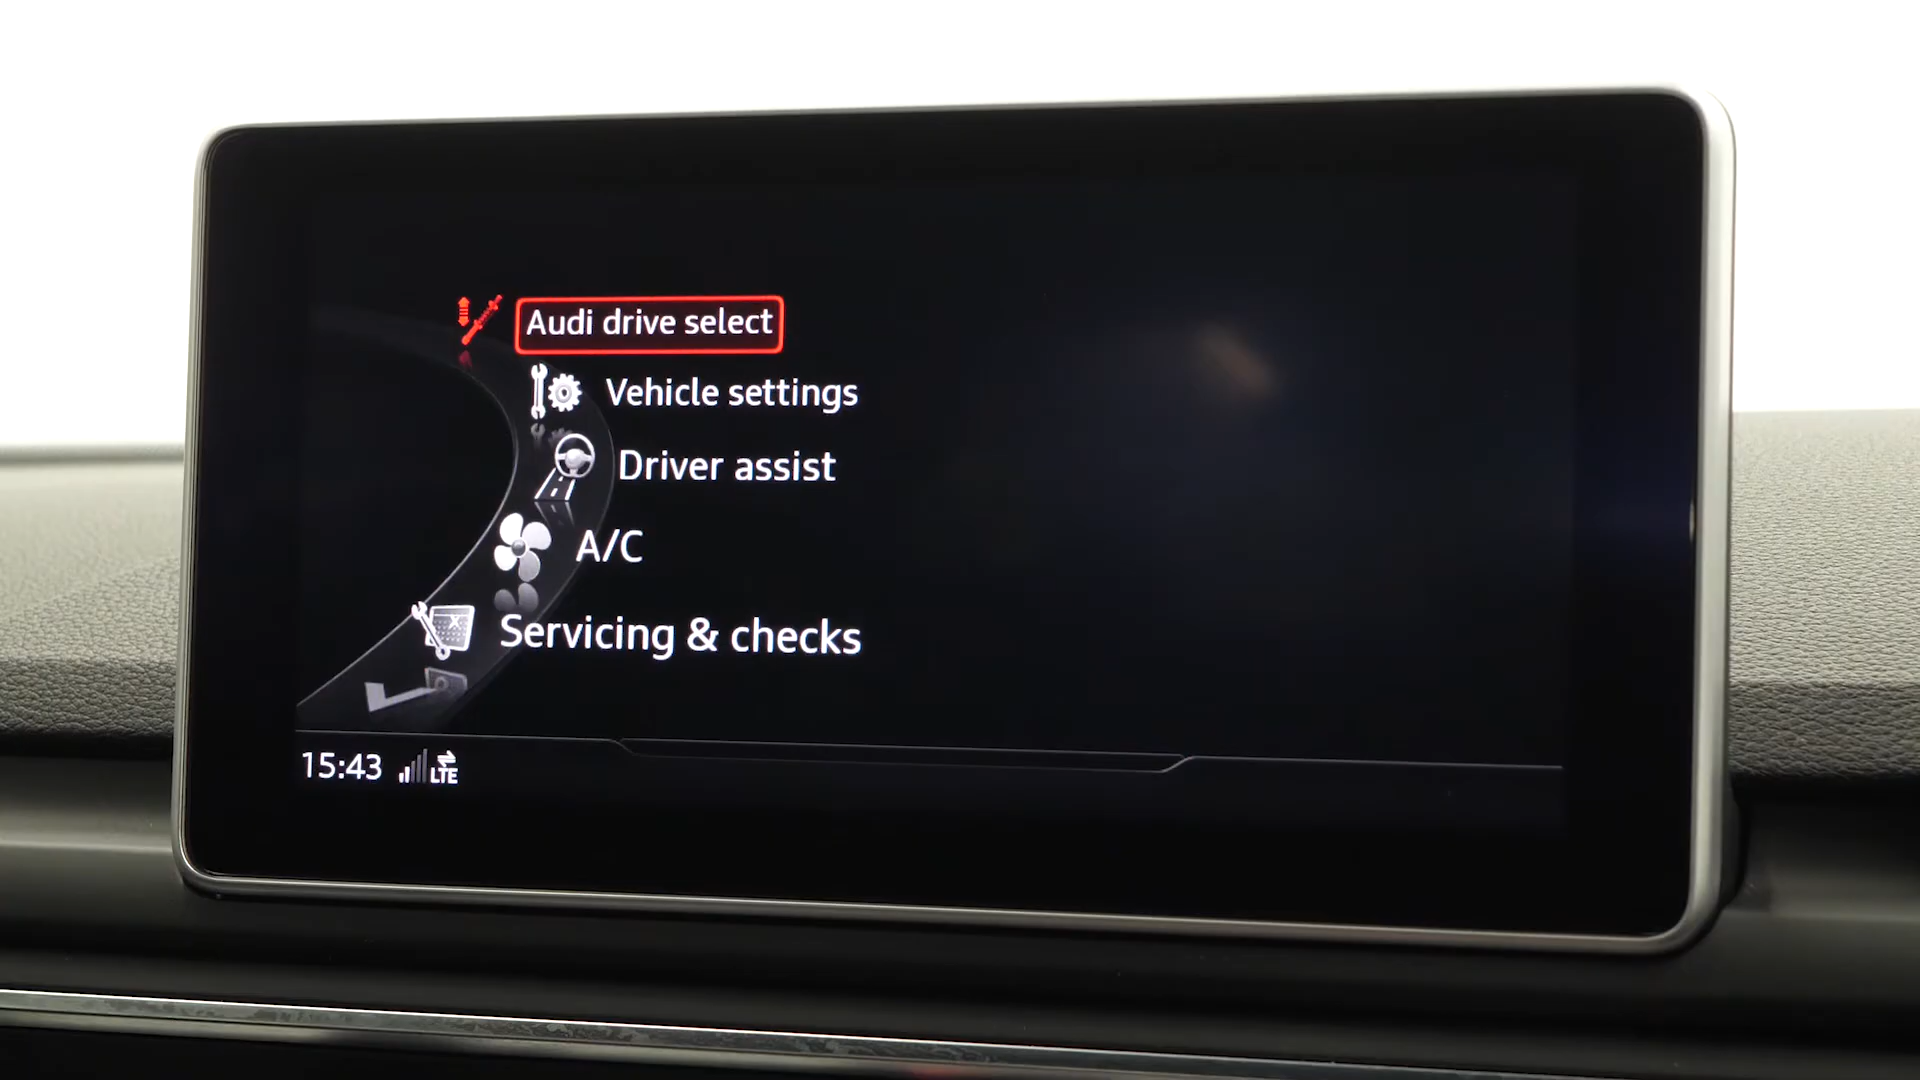 Audi drive select
Vehicle settings
Driver assist
A/C
Servicing & checks
15:43 LTE